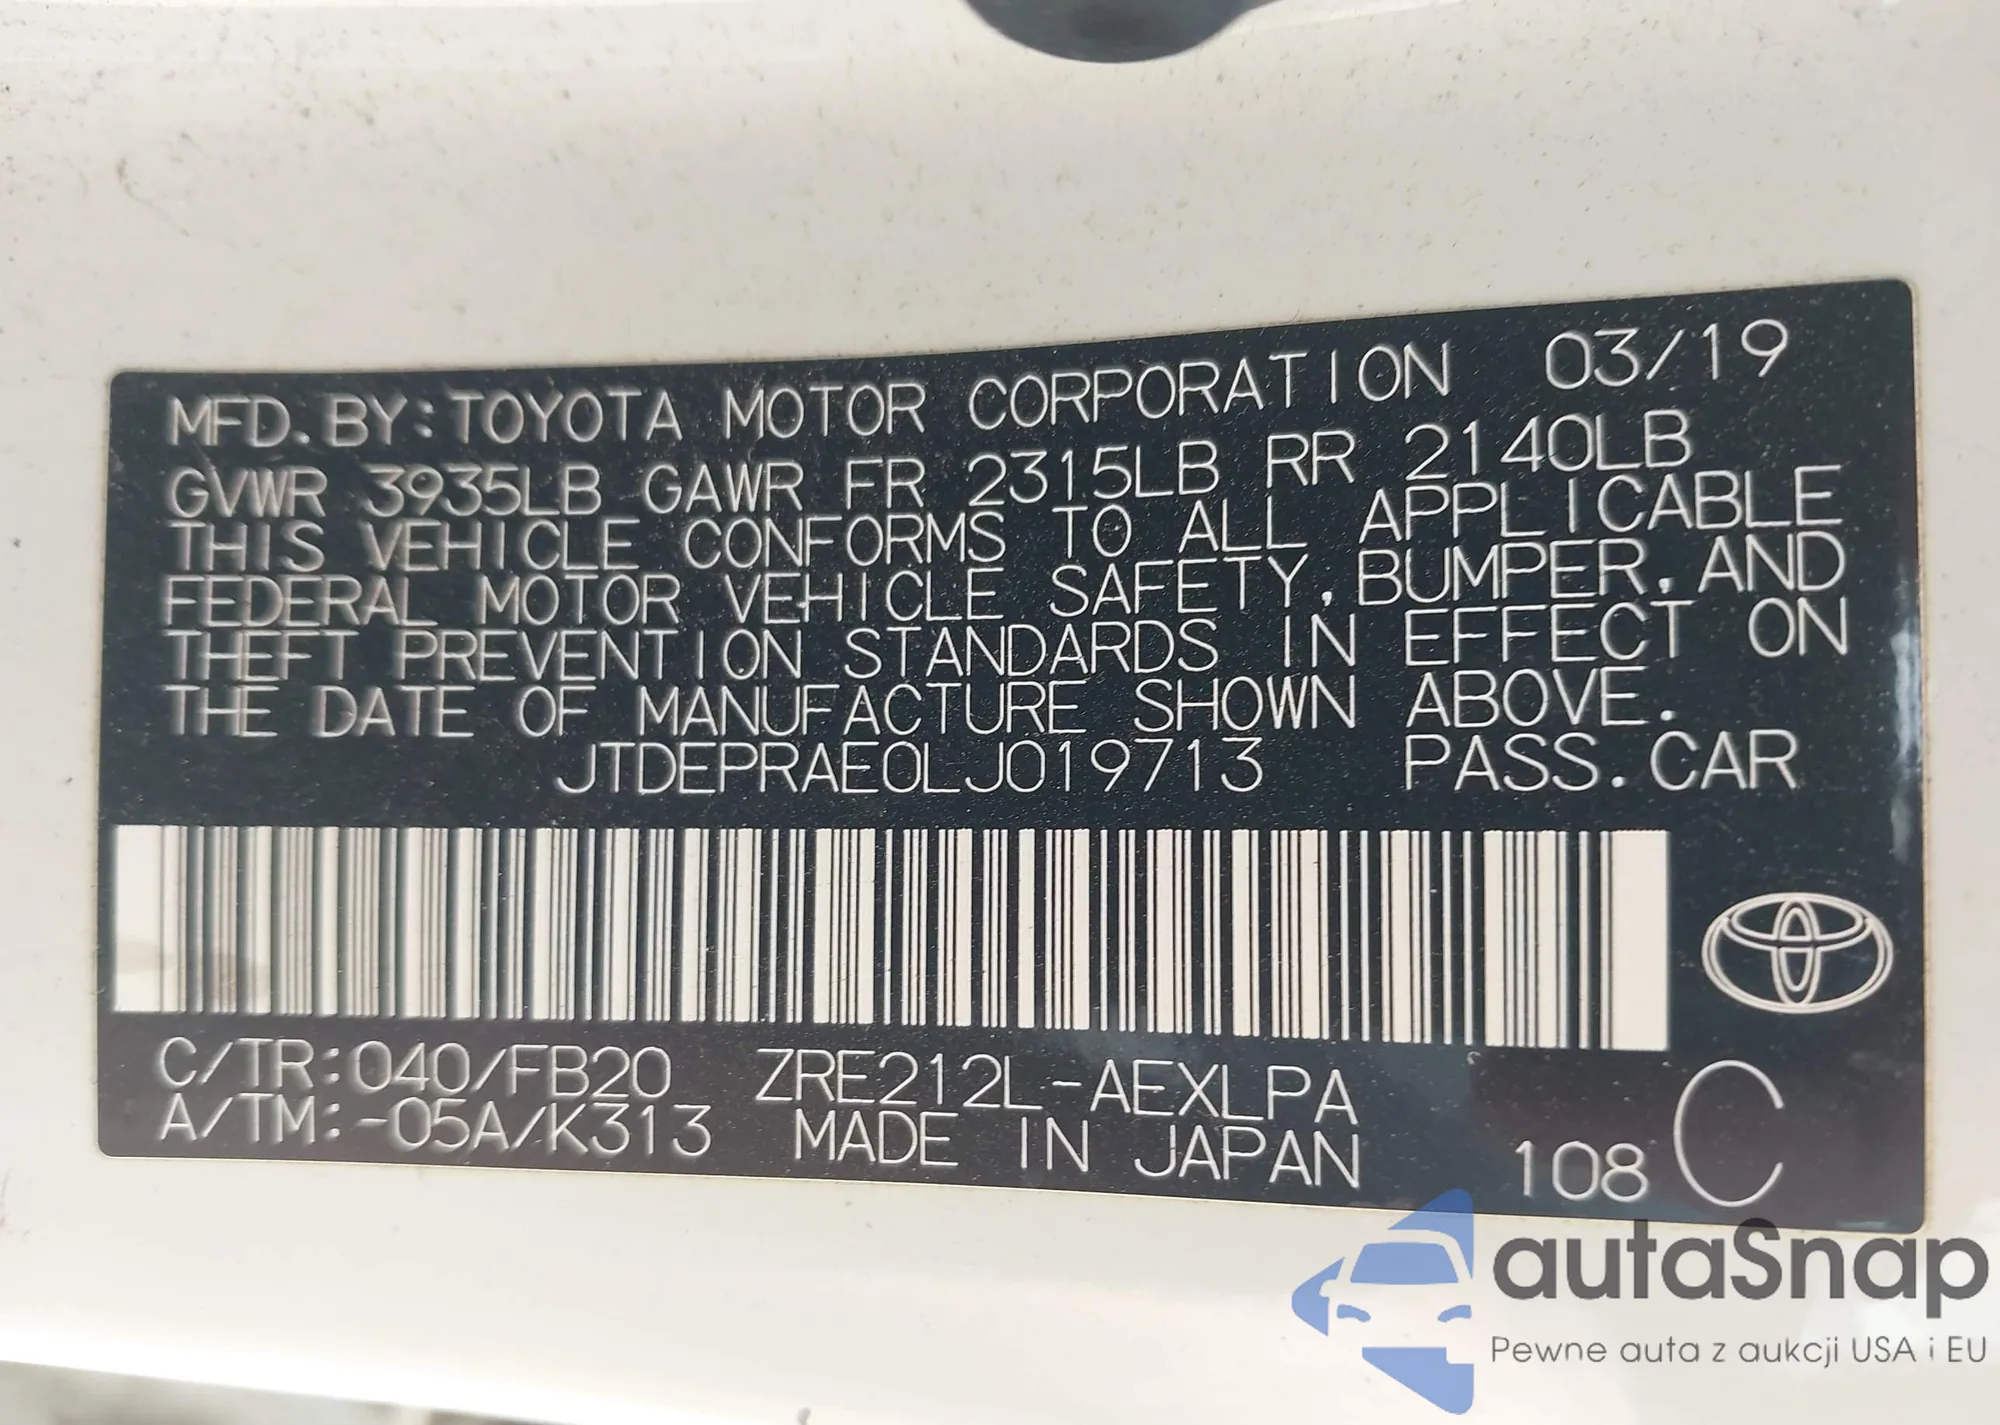 MFD. BY: TOYOTA MOTOR CORPORATION 03/19
GVWR 3935LB GAWR FR 2315LB RR 2140LB
THIS VEHICLE CONFORMS TO ALL APPLICABLE
FEDERAL MOTOR VEHICLE SAFETY, BUMPER, AND
THEFT PREVENTION STANDARDS IN EFFECT ON
THE DATE OF MANUFACTURE SHOWN ABOVE.
JTDEPRAE0LJ019713 PASS. CAR
C/TR: 040/FB20 ZRE212L-AEXLPA
A/TM: -05A/K313 MADE IN JAPAN 108 C
autaSnap
Pewne auta z aukcji USA i EU